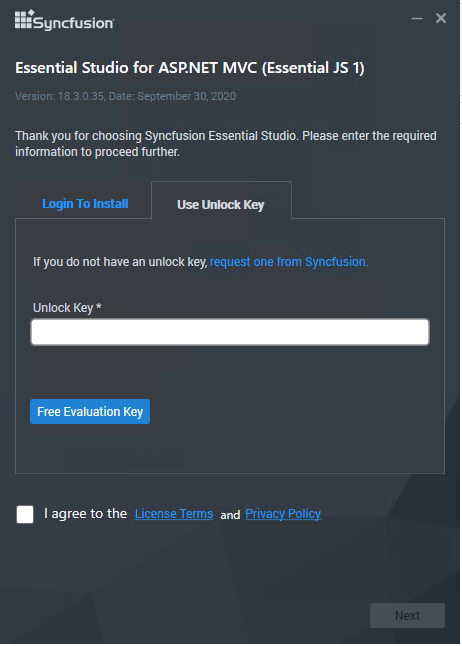 Syncfusion
Essential Studio for ASP.NET MVC (Essential JS 1)
Version: 18.3.0.35, Date: September 30, 2020
Thank you for choosing Syncfusion Essential Studio. Please enter the required
information to proceed further.
Login To Install
Use Unlock Key
If you do not have an unlock key, request one from Syncfusion.
Unlock Key *
Free Evaluation Key
I agree to the License Terms and Privacy Policy
Next